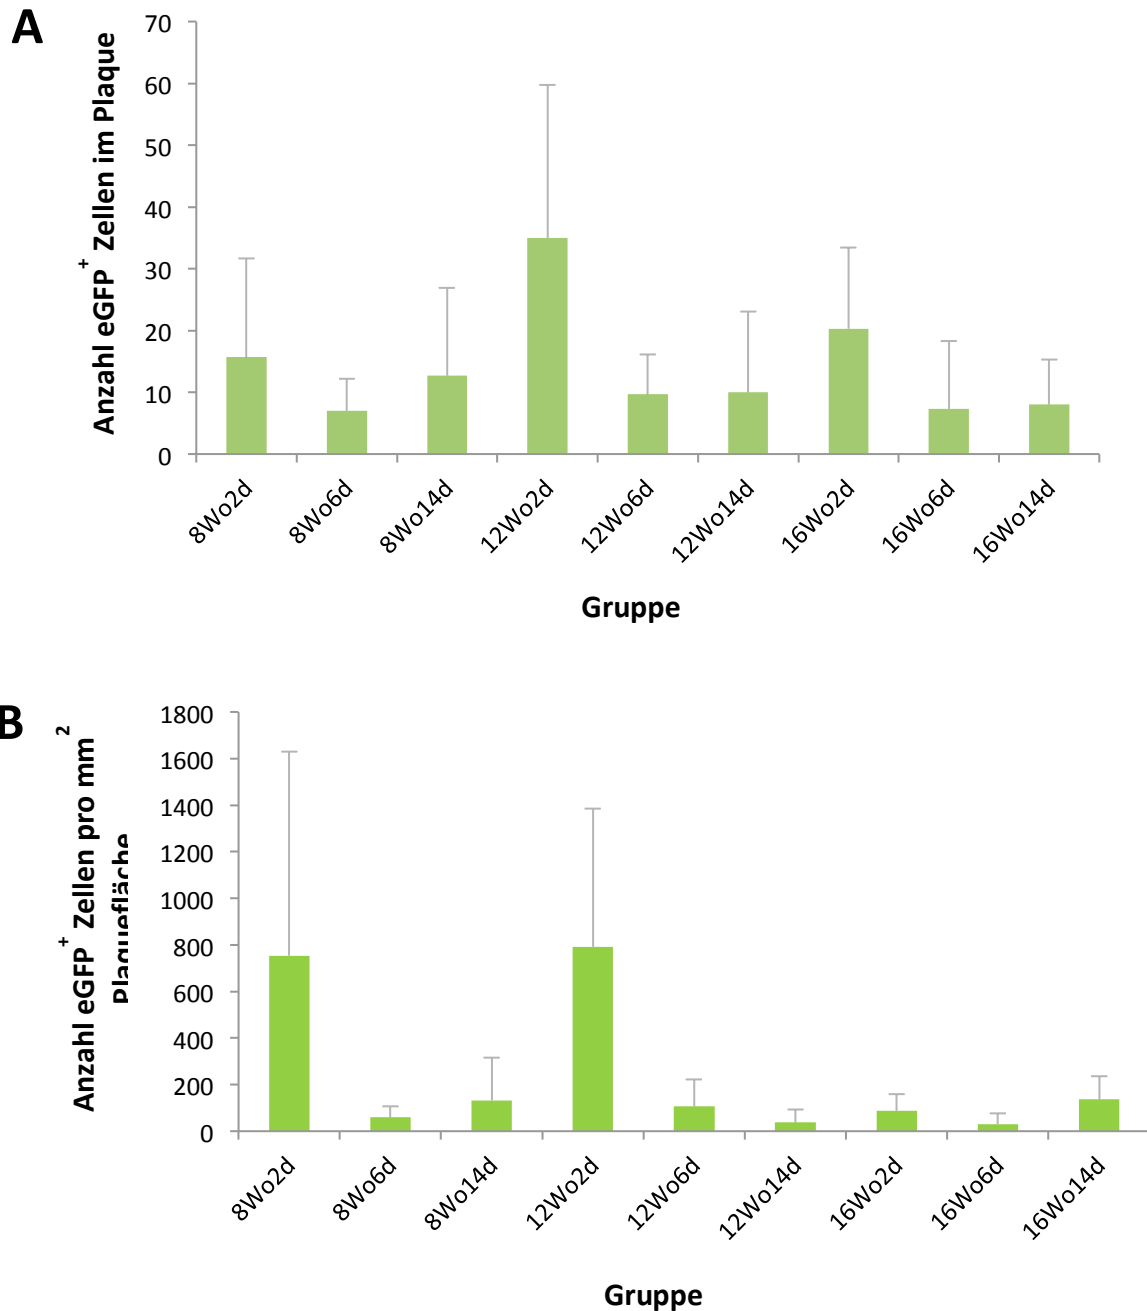 A
Anzahl eGFP+ Zellen im Plaque
70
60
50
40
30
20
10
0
8Wo2d
8Wo6d
8Wo14d
12Wo2d
12Wo6d
12Wo14d
16Wo2d
16Wo6d
16Wo14d
Gruppe
B
Anzahl eGFP+ Zellen pro mm2
Plaquefläche
1800
1600
1400
1200
1000
800
600
400
200
0
8Wo2d
8Wo6d
8Wo14d
12Wo2d
12Wo6d
12Wo14d
16Wo2d
16Wo6d
16Wo14d
Gruppe